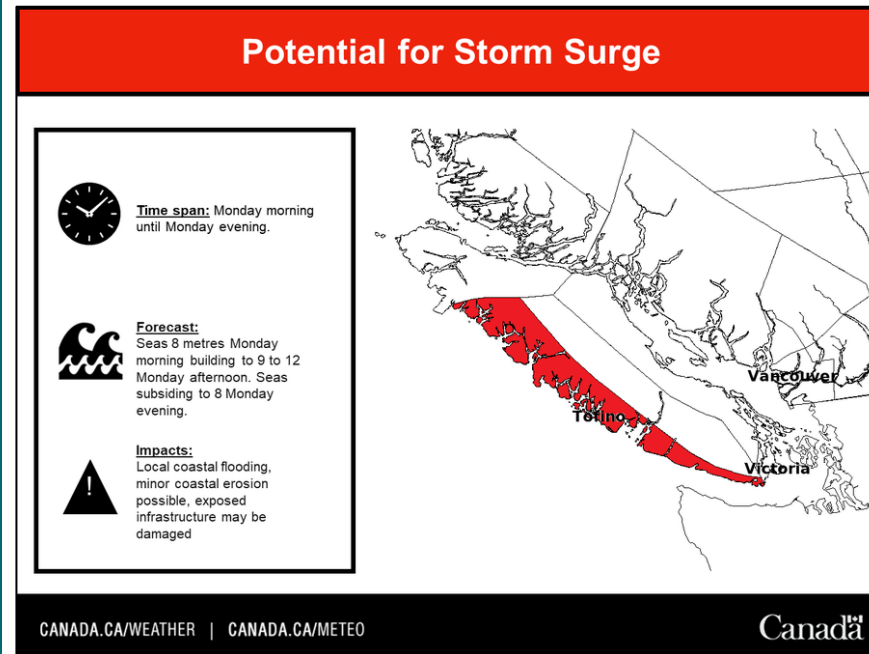 Potential for Storm Surge
Time span: Monday morning
until Monday evening.
Forecast:
Seas 8 metres Monday
morning building to 9 to 12
Monday afternoon. Seas
subsiding to 8 Monday
evening.
Impacts:
Local coastal flooding,
minor coastal erosion
possible, exposed
infrastructure may be
damaged
!
Vancouver
Tofino
Victoria
CANADA.CA/WEATHER | CANADA.CA/METEO
Canada